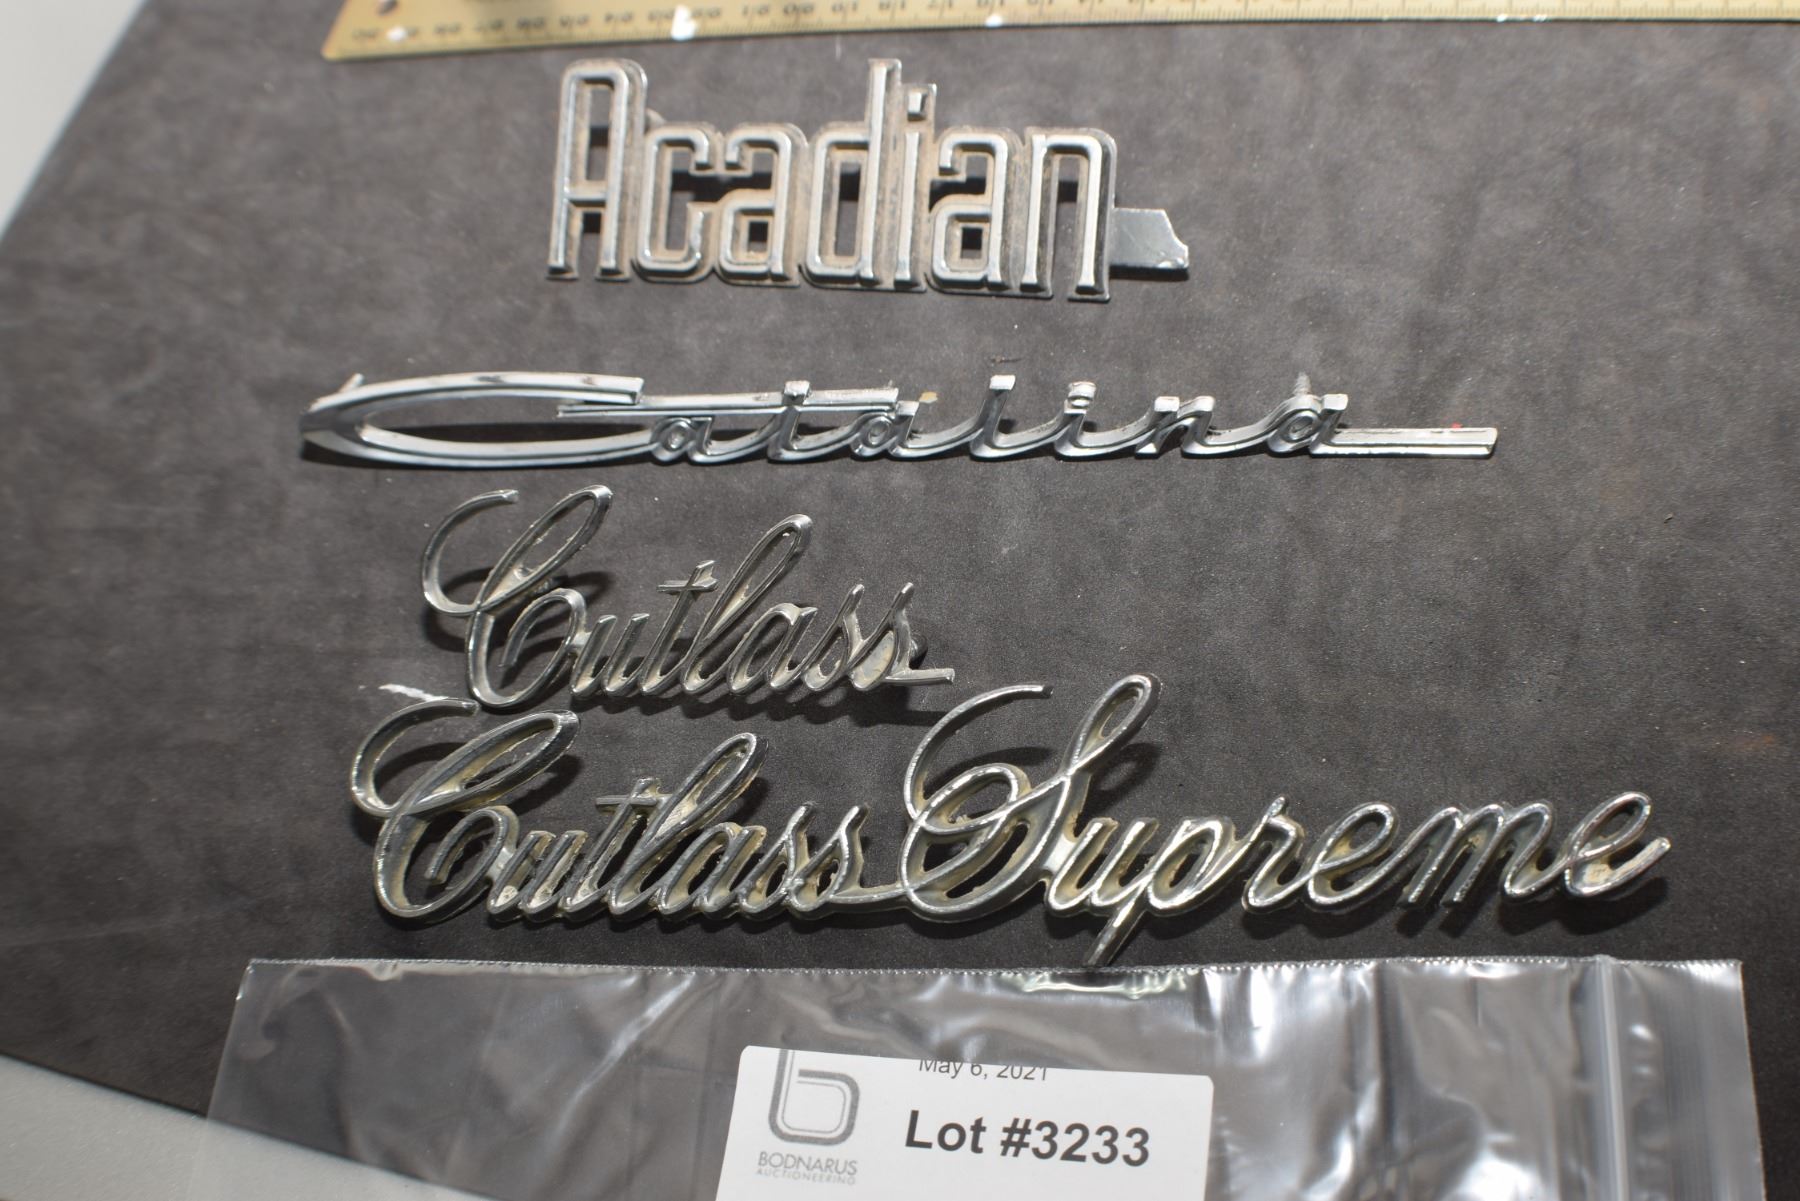 Acadian
Catalina
Cutlass
Cutlass Supreme
May 6, 2021
Lot #3233
BODNARUS
AUCTIONEERING